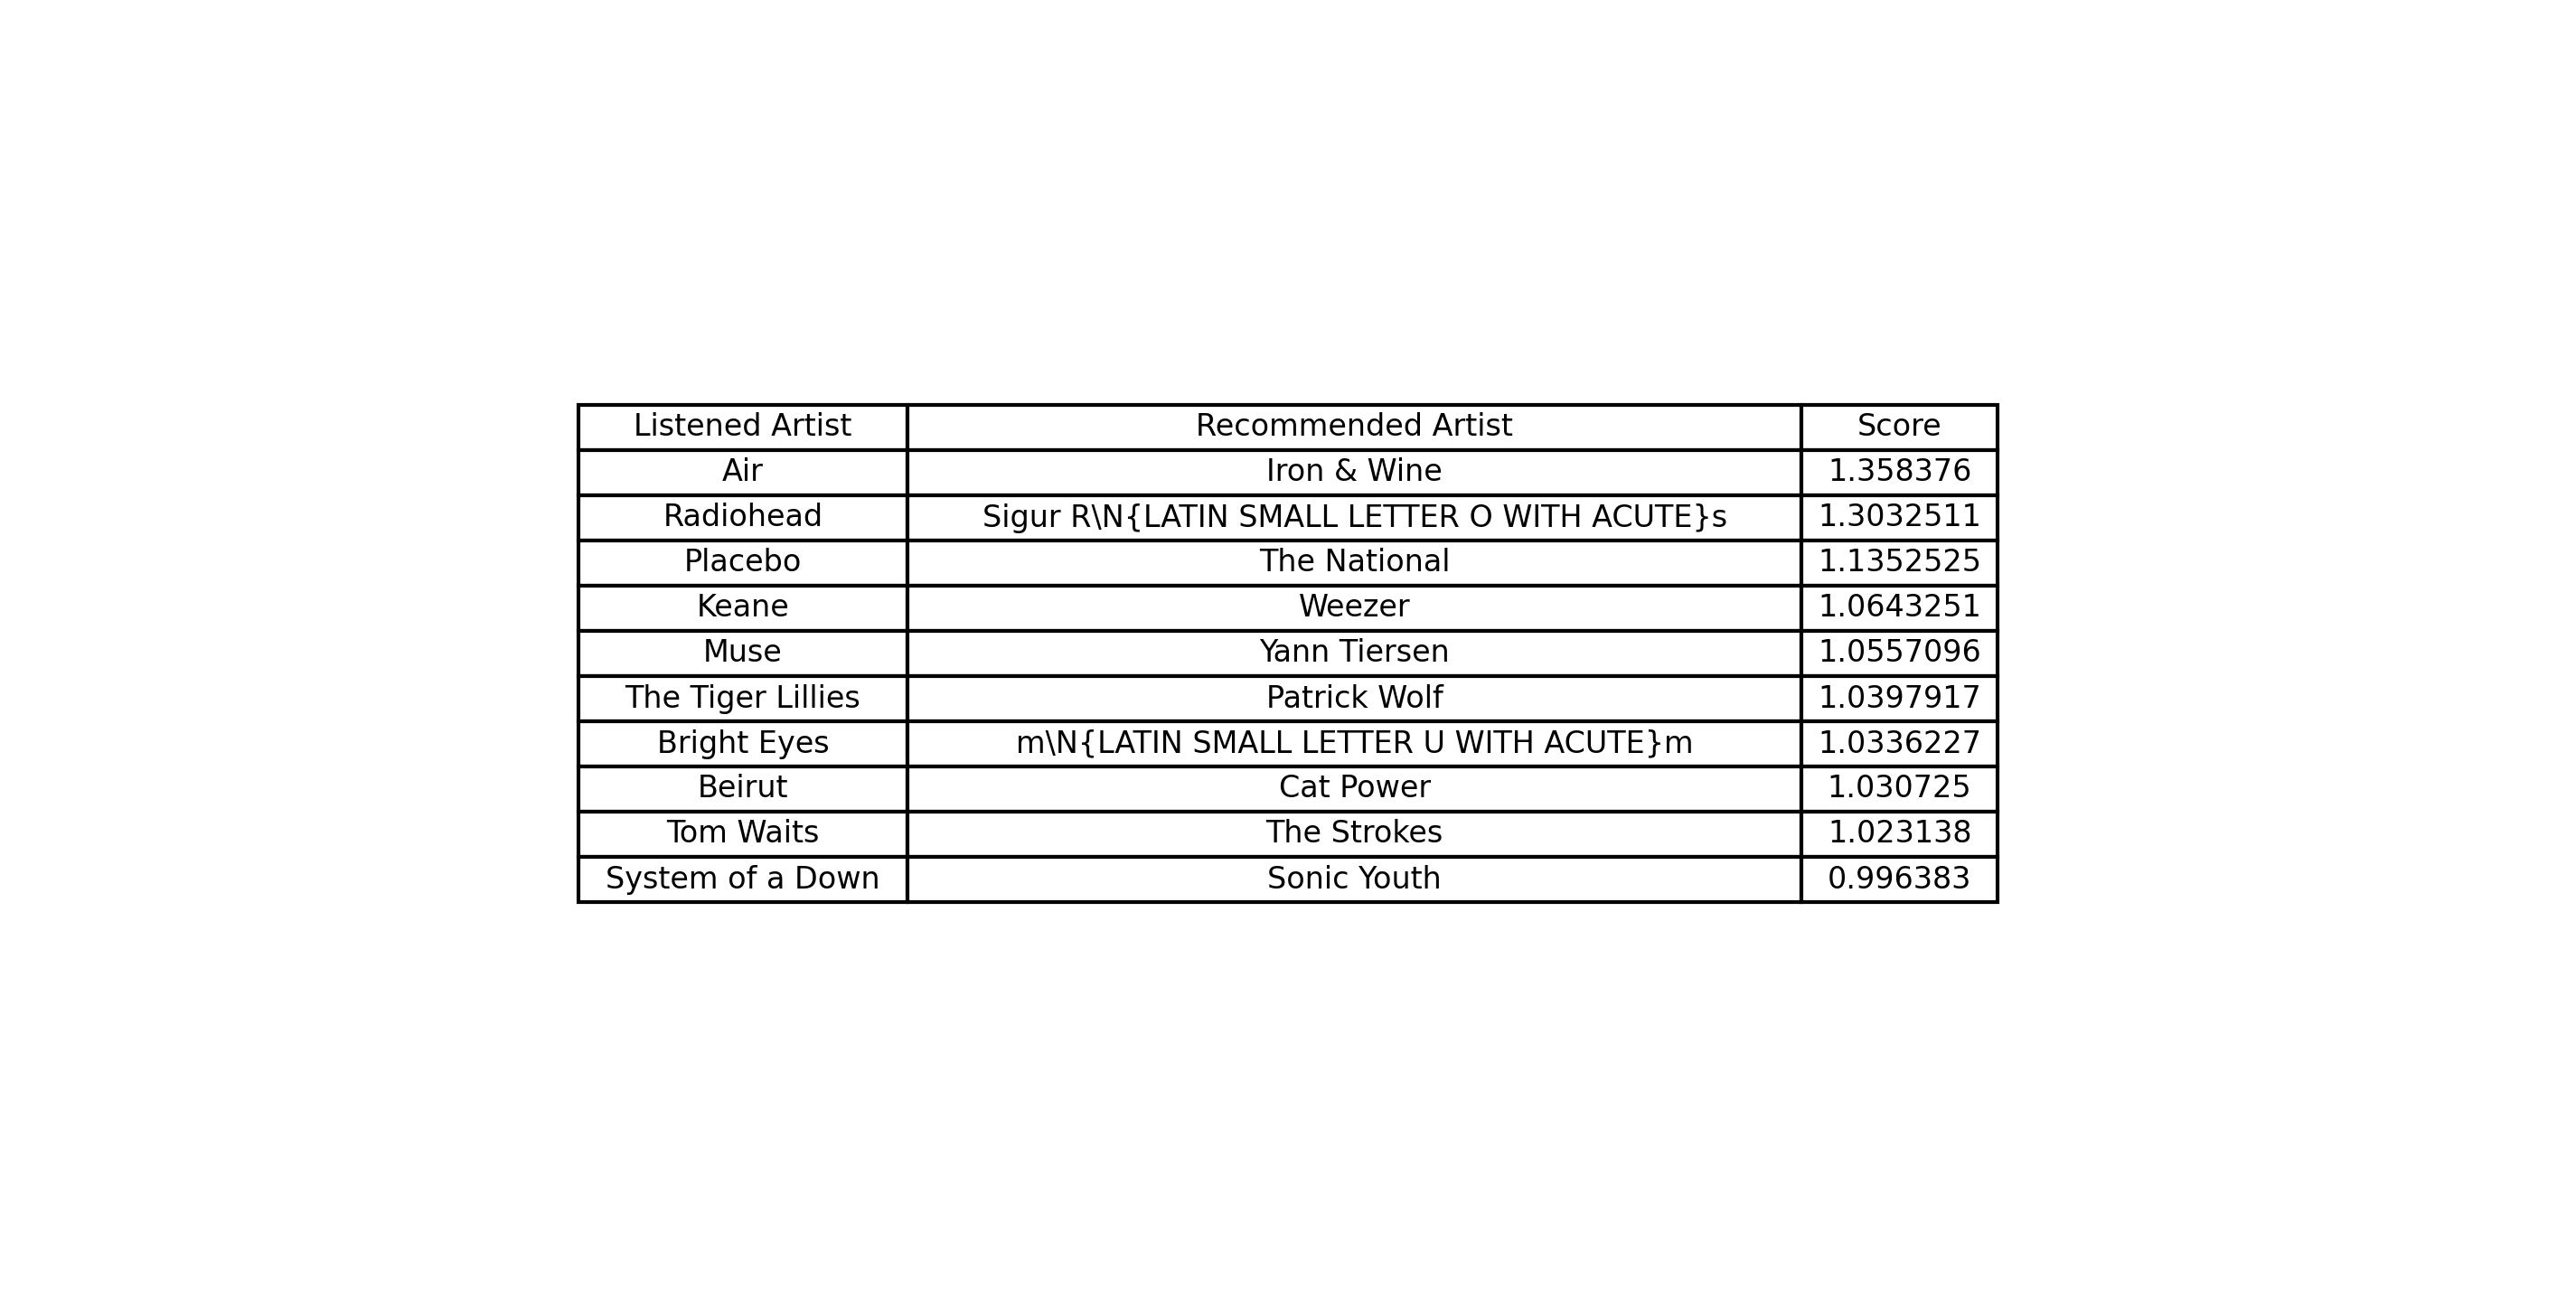 Listened Artist Recommended Artist Score
Air Iron & Wine 1.358376
Radiohead Sigur R\N{LATIN SMALL LETTER O WITH ACUTE}s 1.3032511
Placebo The National 1.1352525
Keane Weezer 1.0643251
Muse Yann Tiersen 1.0557096
The Tiger Lillies Patrick Wolf 1.0397917
Bright Eyes m\N{LATIN SMALL LETTER U WITH ACUTE}m 1.0336227
Beirut Cat Power 1.030725
Tom Waits The Strokes 1.023138
System of a Down Sonic Youth 0.996383